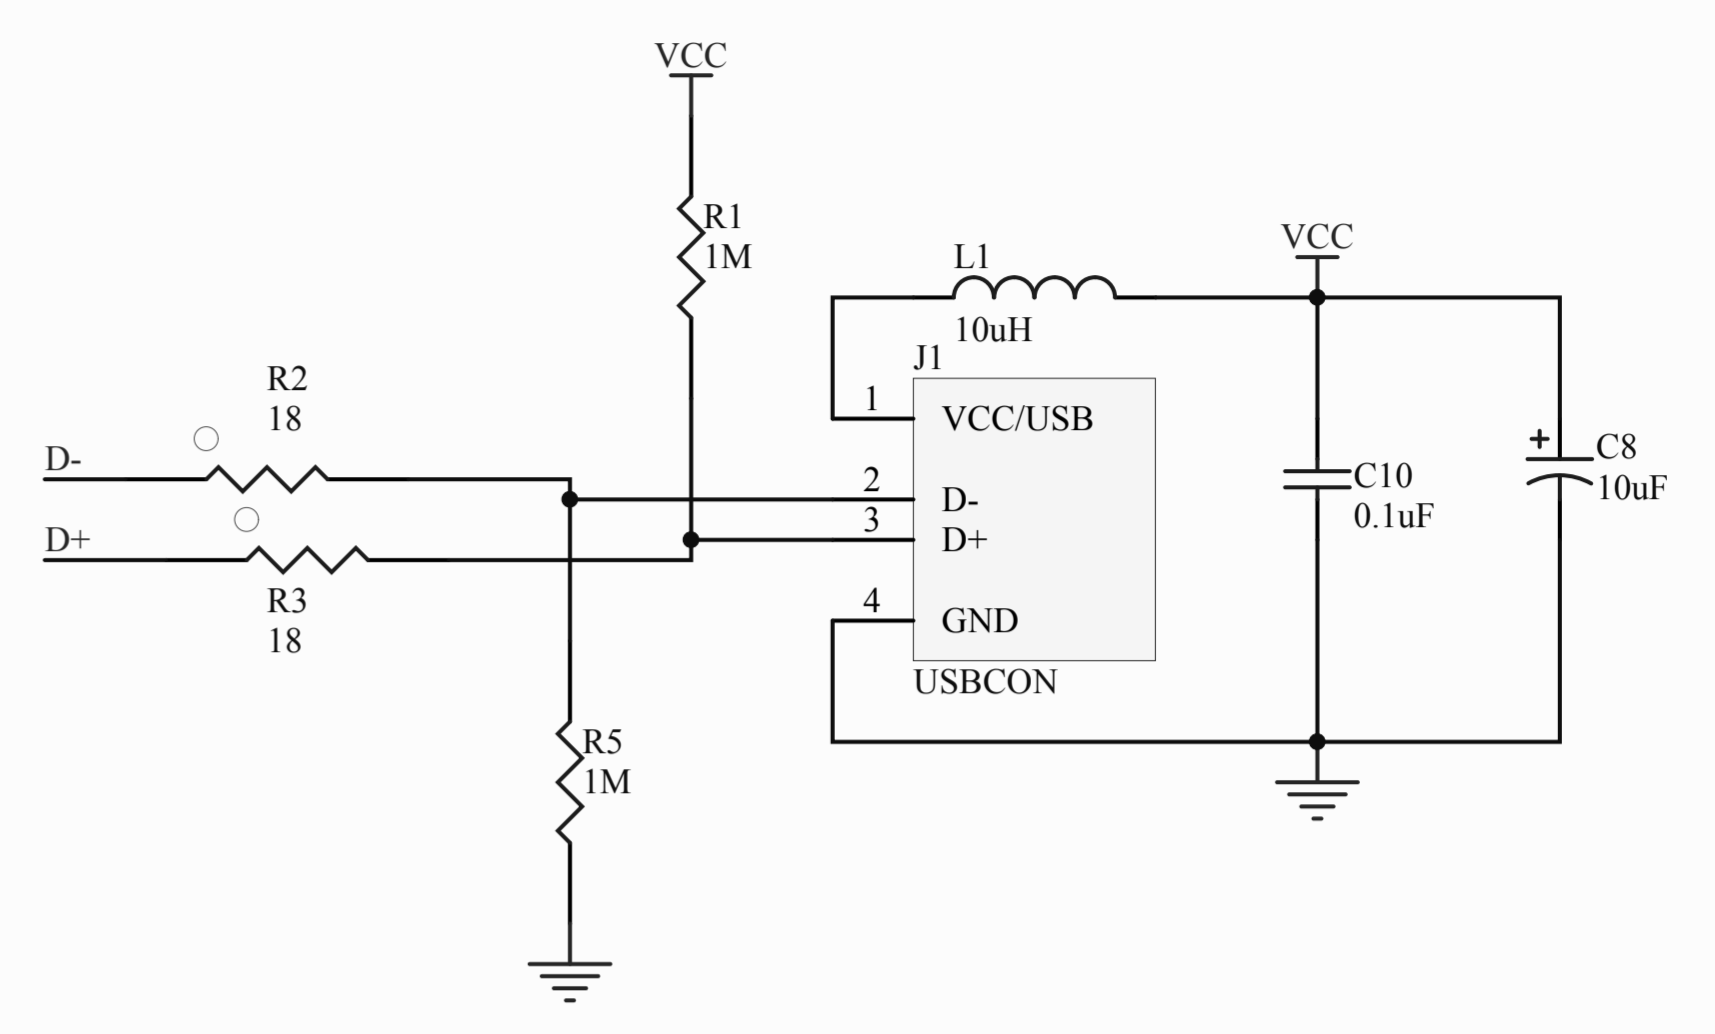 VCC
R1
1M
VCC
L1
10uH
J1
R2
18
1
VCC/USB
D-
2
D-
3
D+
D+
+
C8
10uF
C10
0.1uF
R3
18
4
GND
USBCON
R5
1M